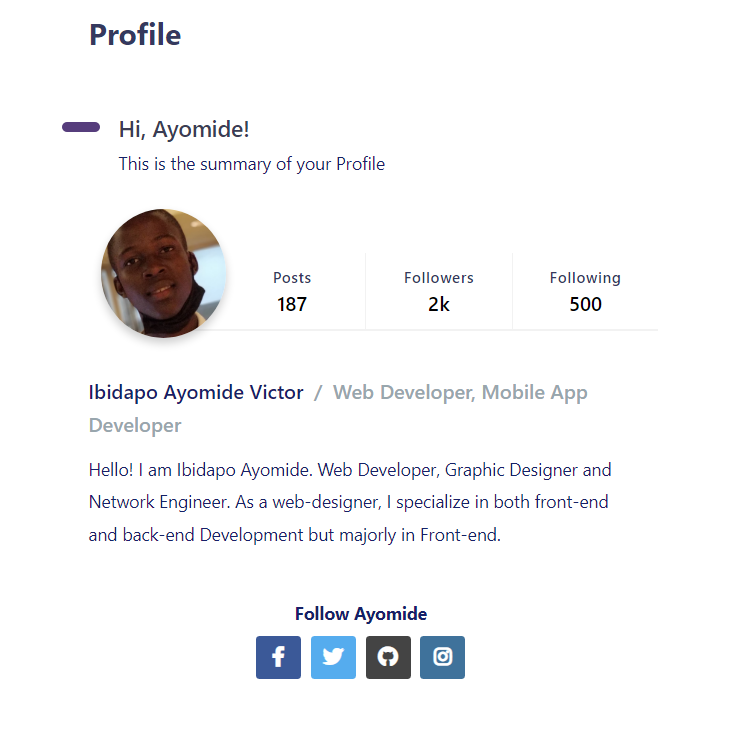 Profile
Hi, Ayomide!
This is the summary of your Profile
Posts Followers Following
187 2k 500
Ibidapo Ayomide Victor / Web Developer, Mobile App
Developer
Hello! I am Ibidapo Ayomide. Web Developer, Graphic Designer and
Network Engineer. As a web-designer, I specialize in both front-end
and back-end Development but majorly in Front-end.
Follow Ayomide